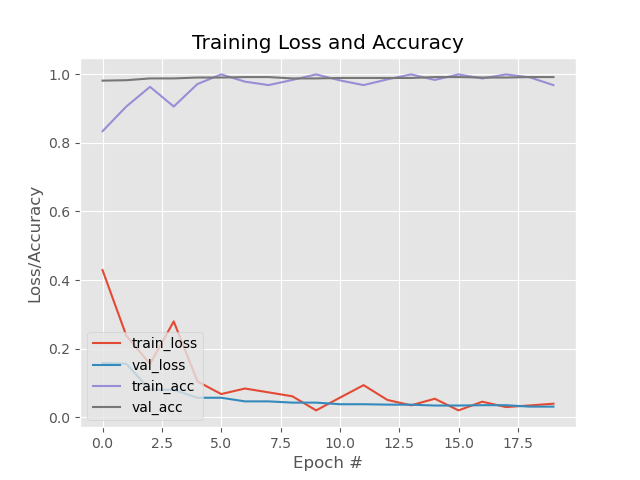 Training Loss and Accuracy
1.0
0.8
0.6
0.4
0.2
0.0
Loss/Accuracy
train_loss
val_loss
train_acc
val_acc
0.0 2.5 5.0 7.5 10.0 12.5 15.0 17.5
Epoch #